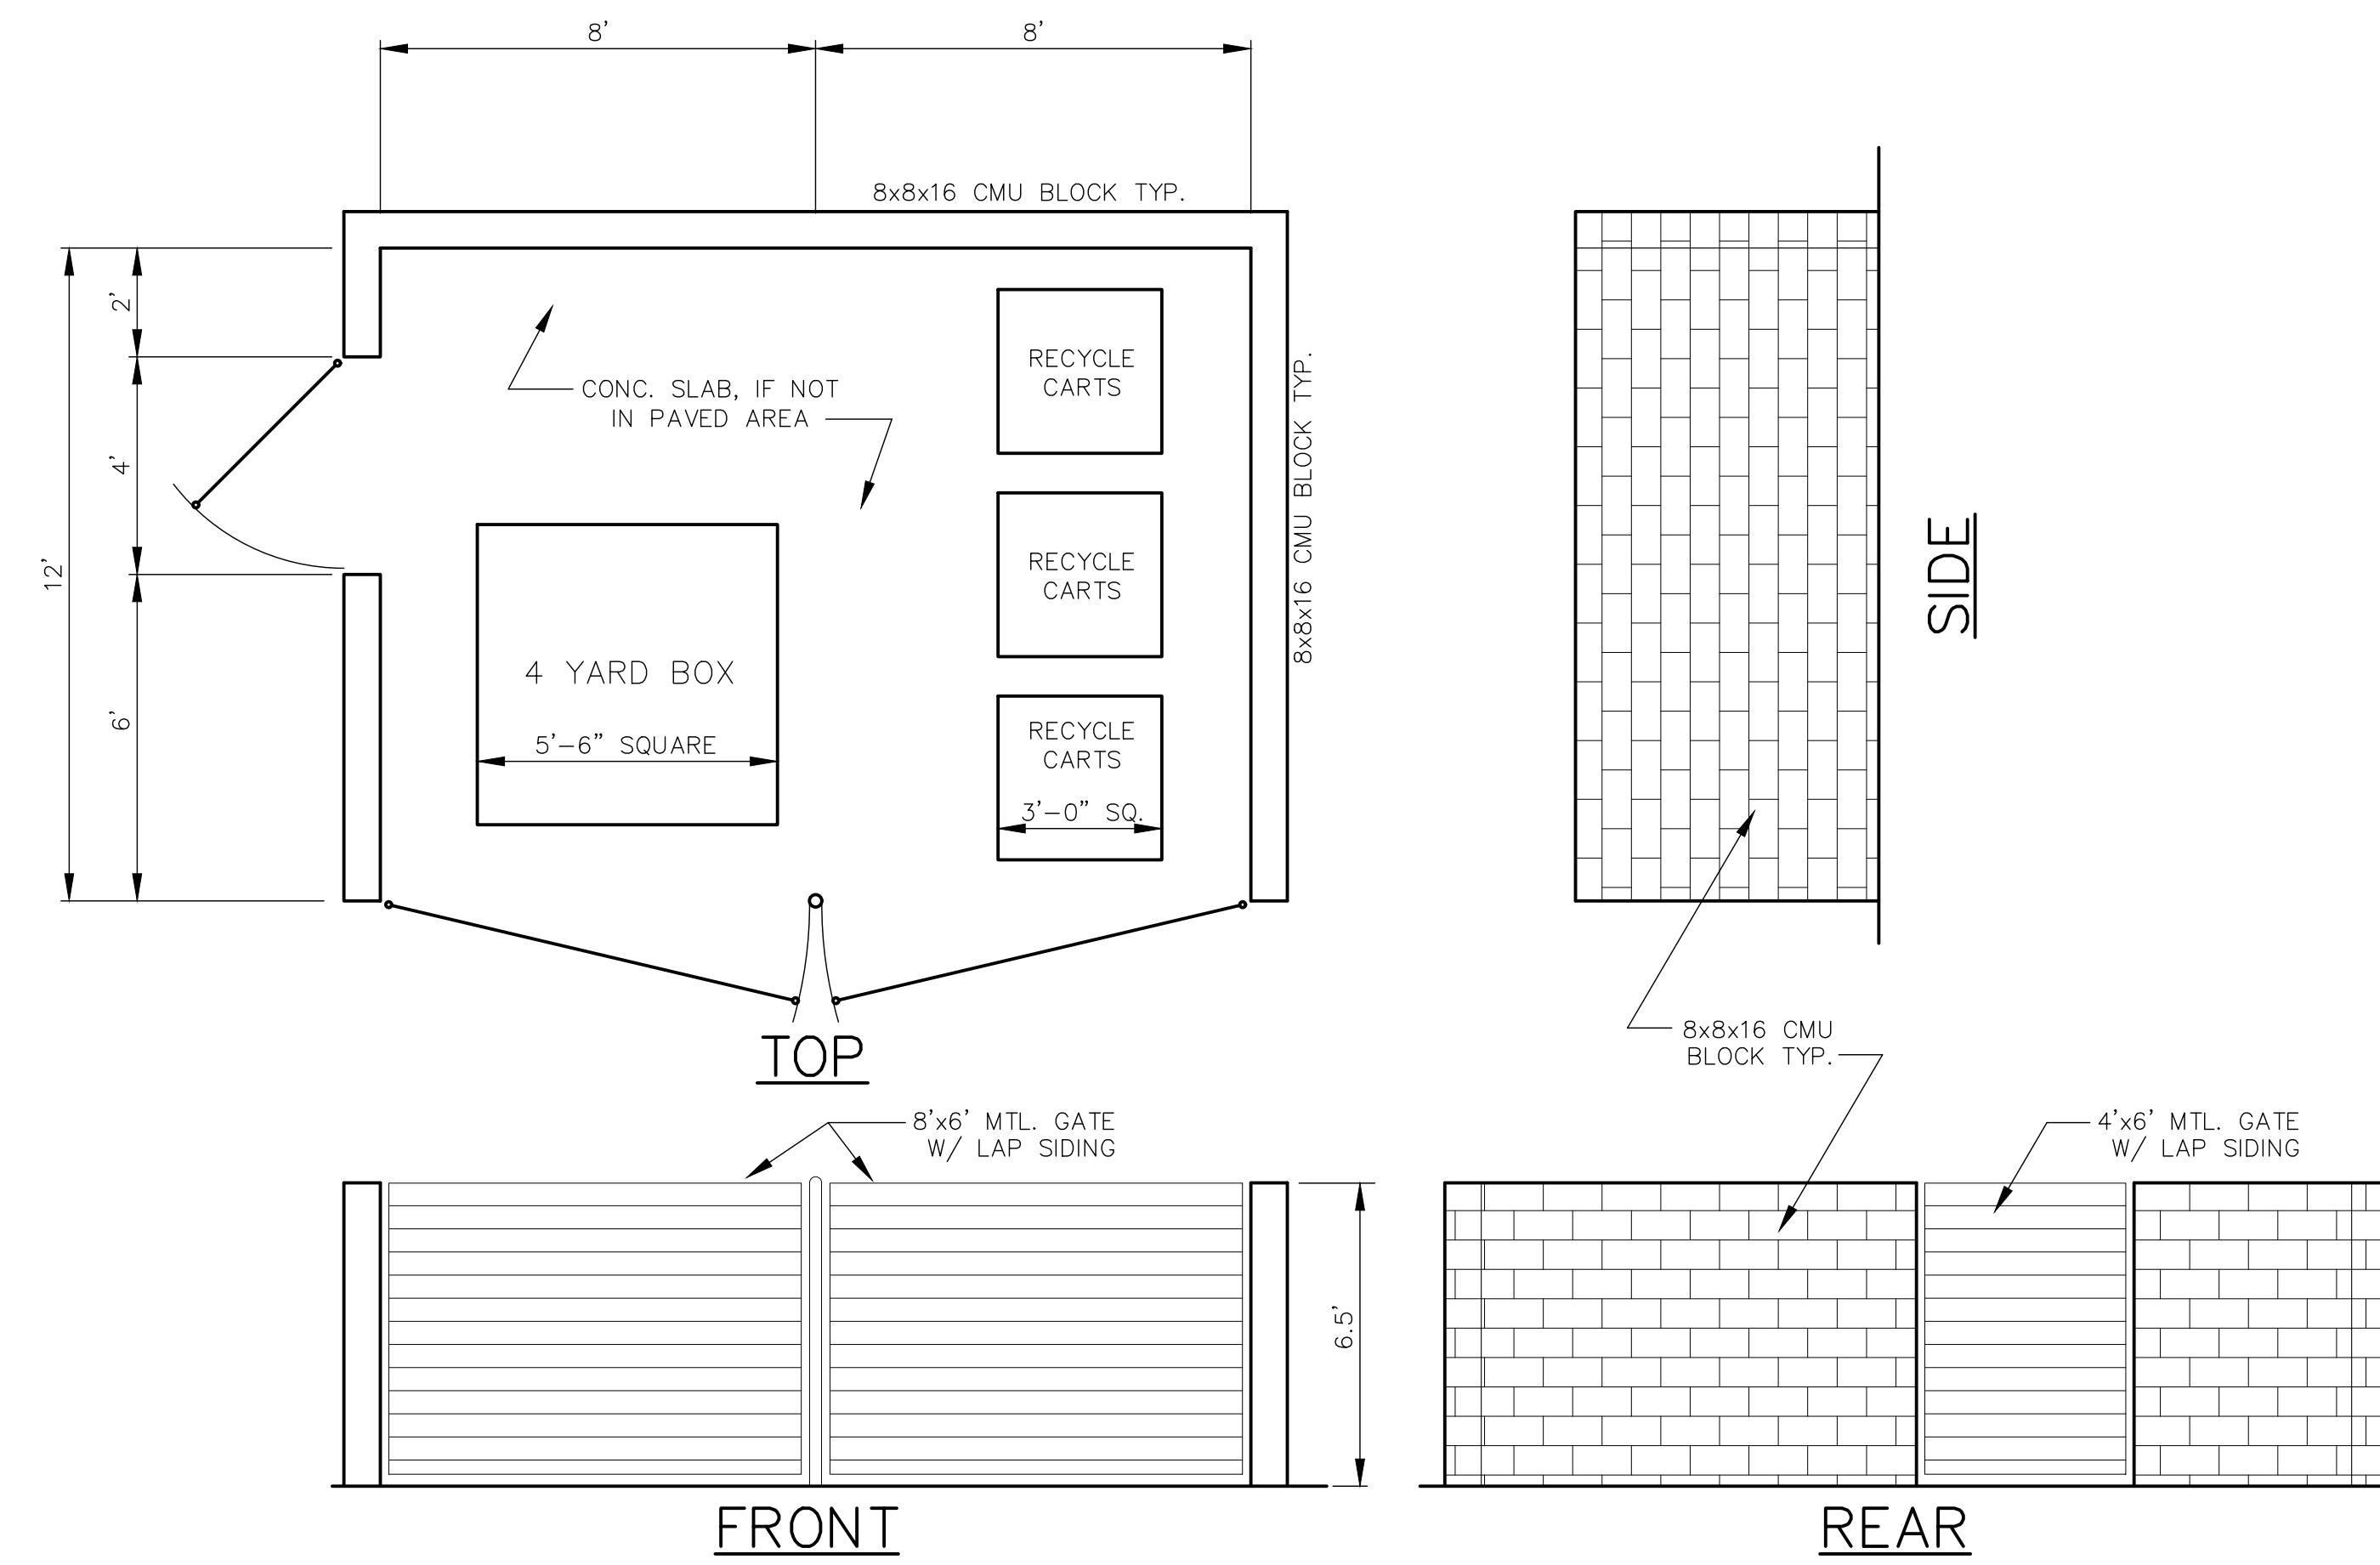 8'
8'
8x8x16 CMU BLOCK TYP.
2'
4'
12'
6'
CONC. SLAB, IF NOT
IN PAVED AREA
RECYCLE
CARTS
RECYCLE
CARTS
RECYCLE
CARTS
3'-0" SQ.
4 YARD BOX
5'-6" SQUARE
8x8x16 CMU BLOCK TYP.
SIDE
TOP
8x8x16 CMU
BLOCK TYP.
8'x6' MTL. GATE
W/ LAP SIDING
4'x6' MTL. GATE
W/ LAP SIDING
6.5'
FRONT
REAR